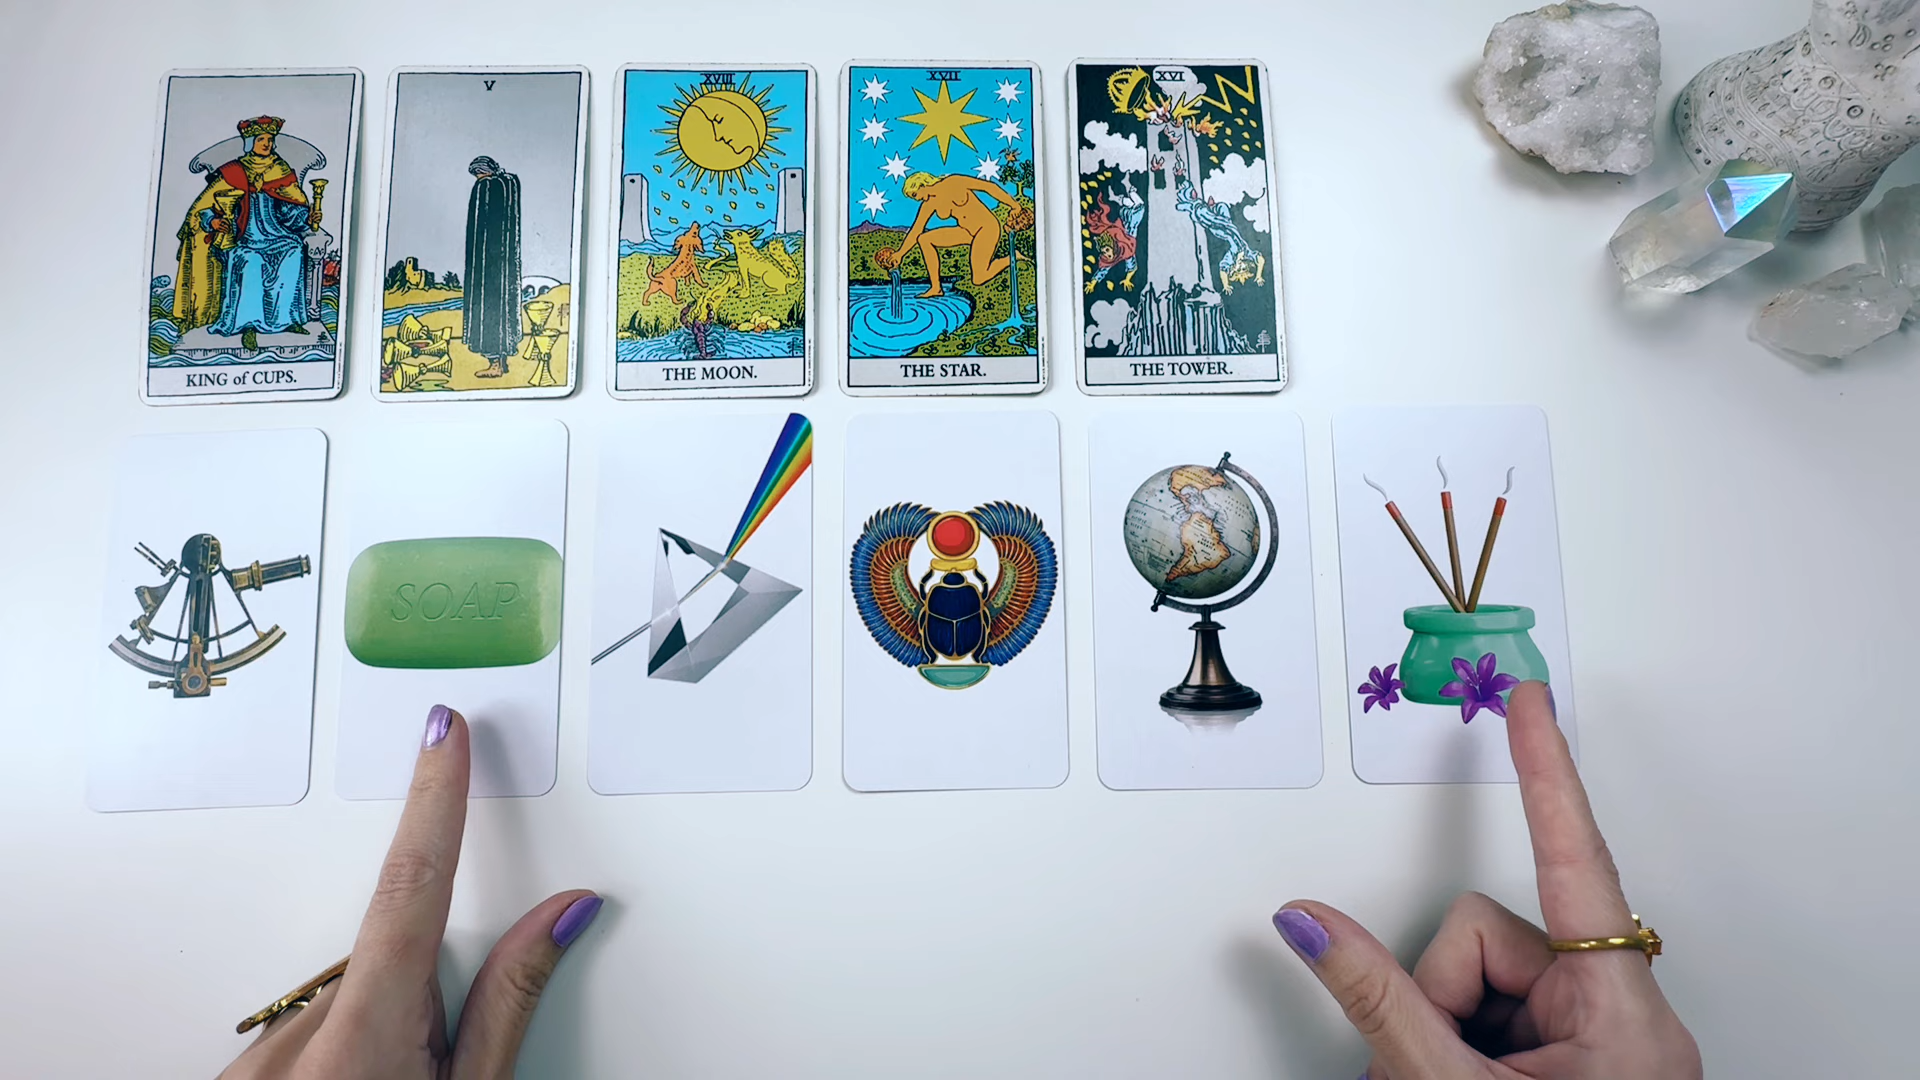 V
XVIII
XVII
XVI
KING of CUPS.
THE MOON.
THE STAR.
THE TOWER.
SOAP